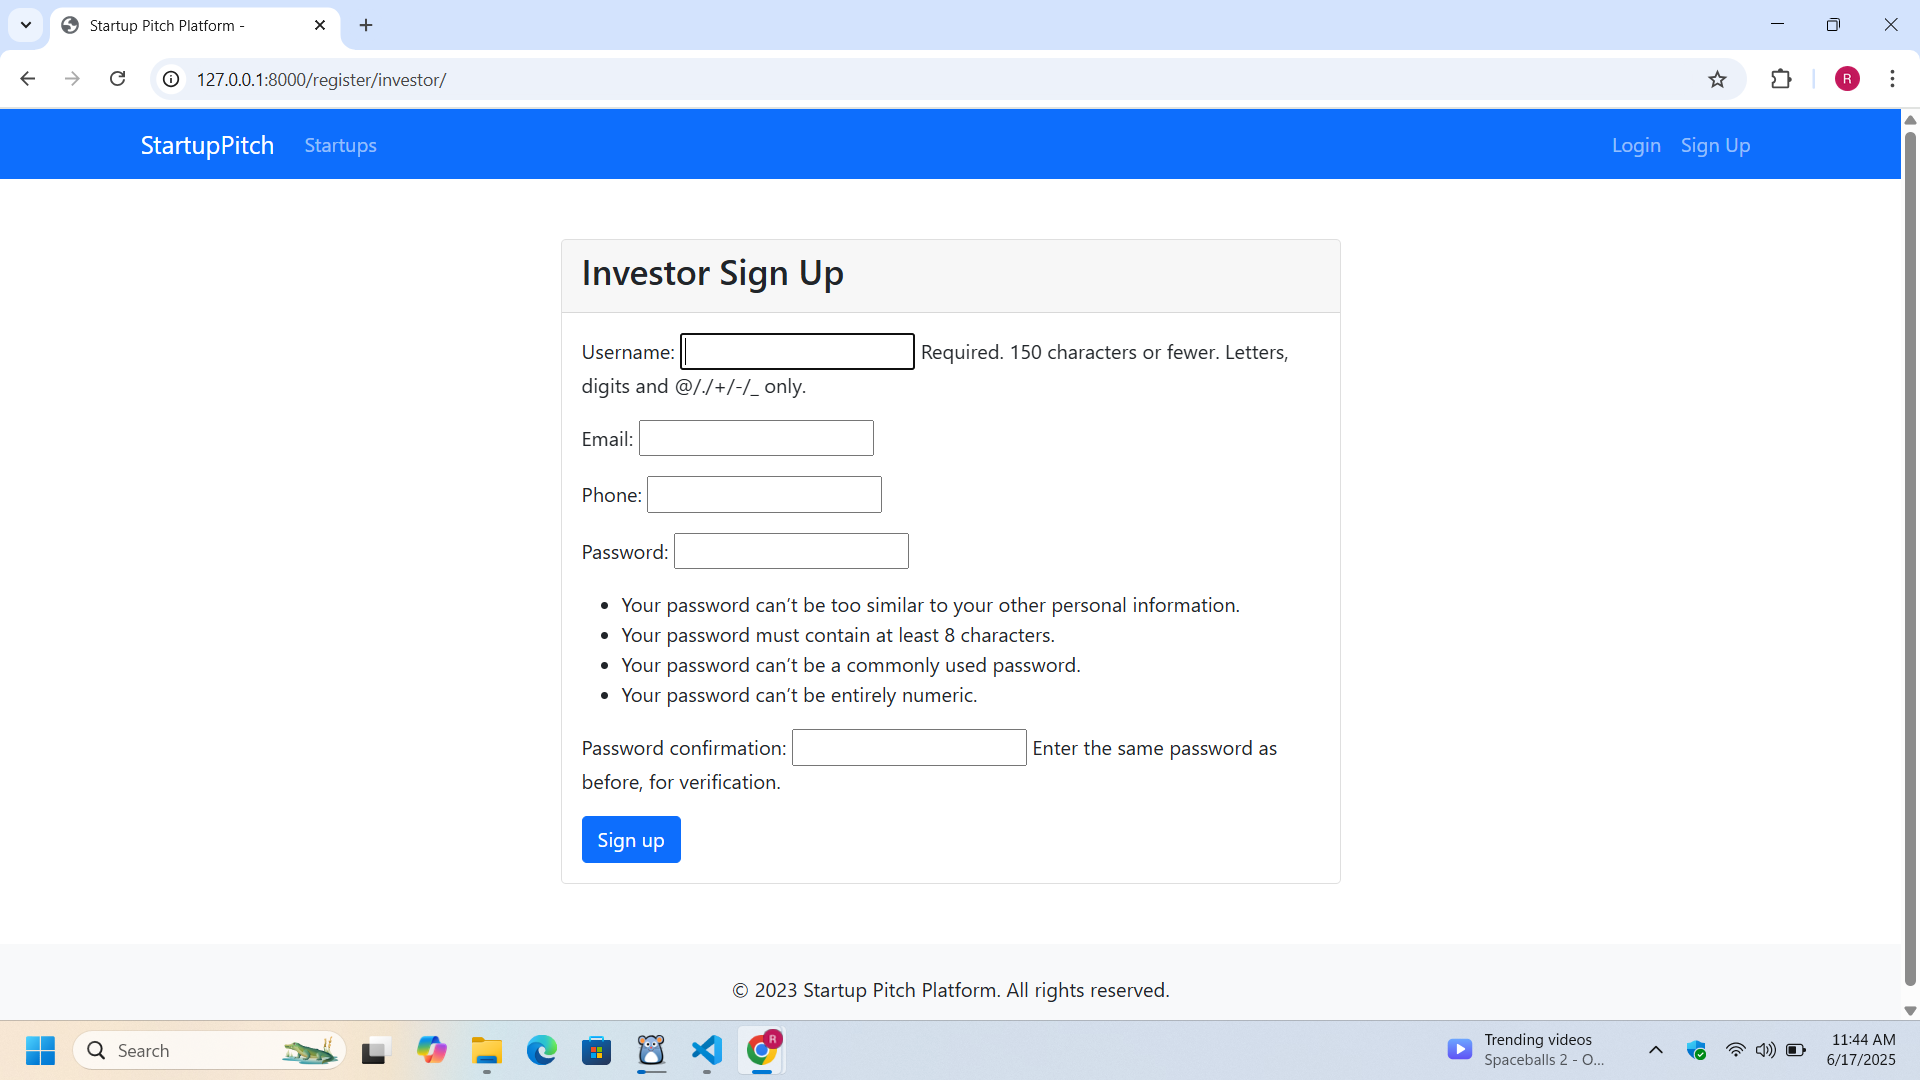 Startup Pitch Platform -
127.0.0.1:8000/register/investor/
R
StartupPitch Startups Login Sign Up
Investor Sign Up
Username: Required. 150 characters or fewer. Letters,
digits and @/./+/-/_ only.
Email:
Phone:
Password:
• Your password can’t be too similar to your other personal information.
• Your password must contain at least 8 characters.
• Your password can’t be a commonly used password.
• Your password can’t be entirely numeric.
Password confirmation: Enter the same password as
before, for verification.
Sign up
© 2023 Startup Pitch Platform. All rights reserved.
Search
R
Trending videos
Spaceballs 2 - O...
11:44 AM
6/17/2025